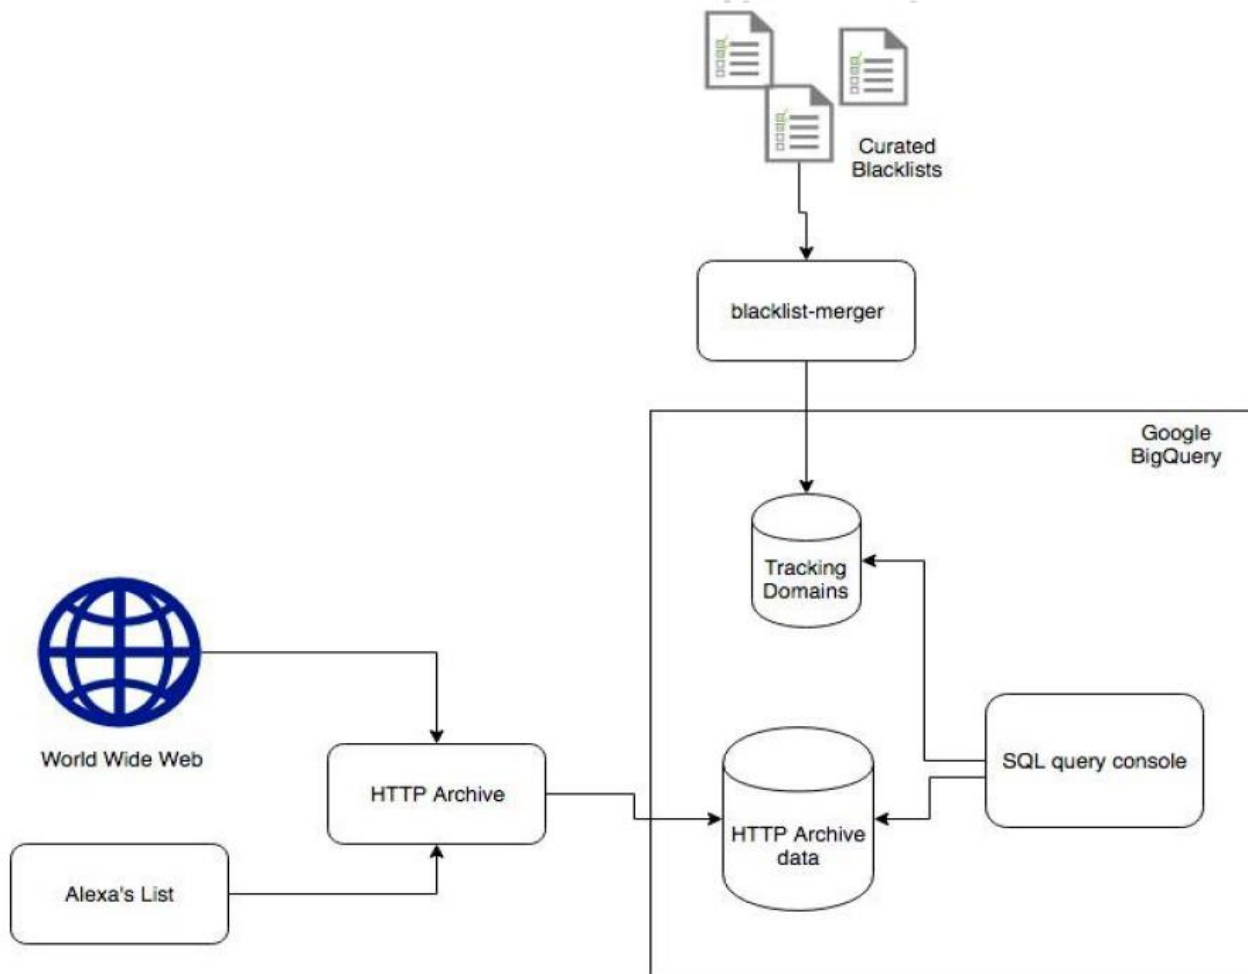 Curated
Blacklists
blacklist-merger
Google
BigQuery
Tracking
Domains
World Wide Web
HTTP Archive
SQL query console
HTTP Archive
data
Alexa's List